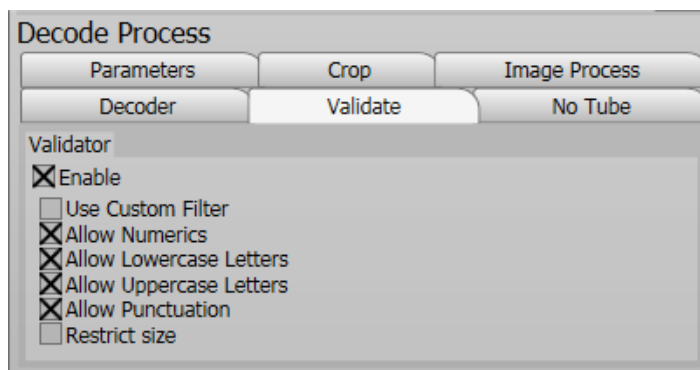 Decode Process
Parameters Crop Image Process
Decoder Validate No Tube
Validator
Enable
Use Custom Filter
Allow Numerics
Allow Lowercase Letters
Allow Uppercase Letters
Allow Punctuation
Restrict size